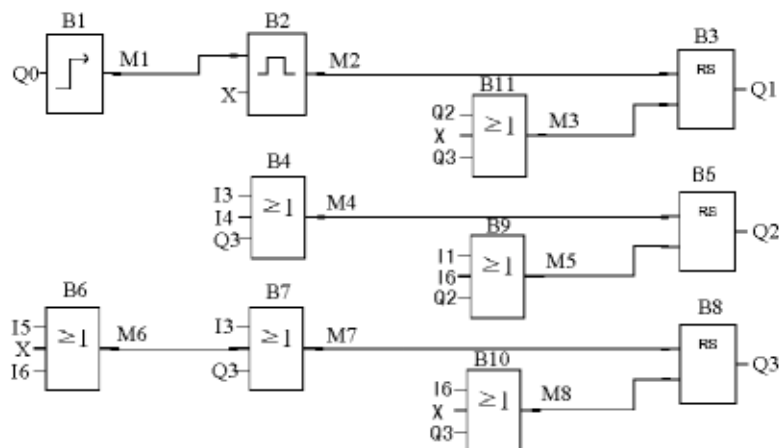 B1
B2
B3
Q0
M1
X
M2
B11
Q2
X
Q3
≥1
M3
RS
Q1
B4
I3
I4
Q3
≥1
M4
B9
I1
I6
Q2
≥1
M5
B5
RS
Q2
B6
I5
X
I6
≥1
M6
B7
I3
Q3
≥1
M7
B10
I6
X
Q3
≥1
M8
B8
RS
Q3